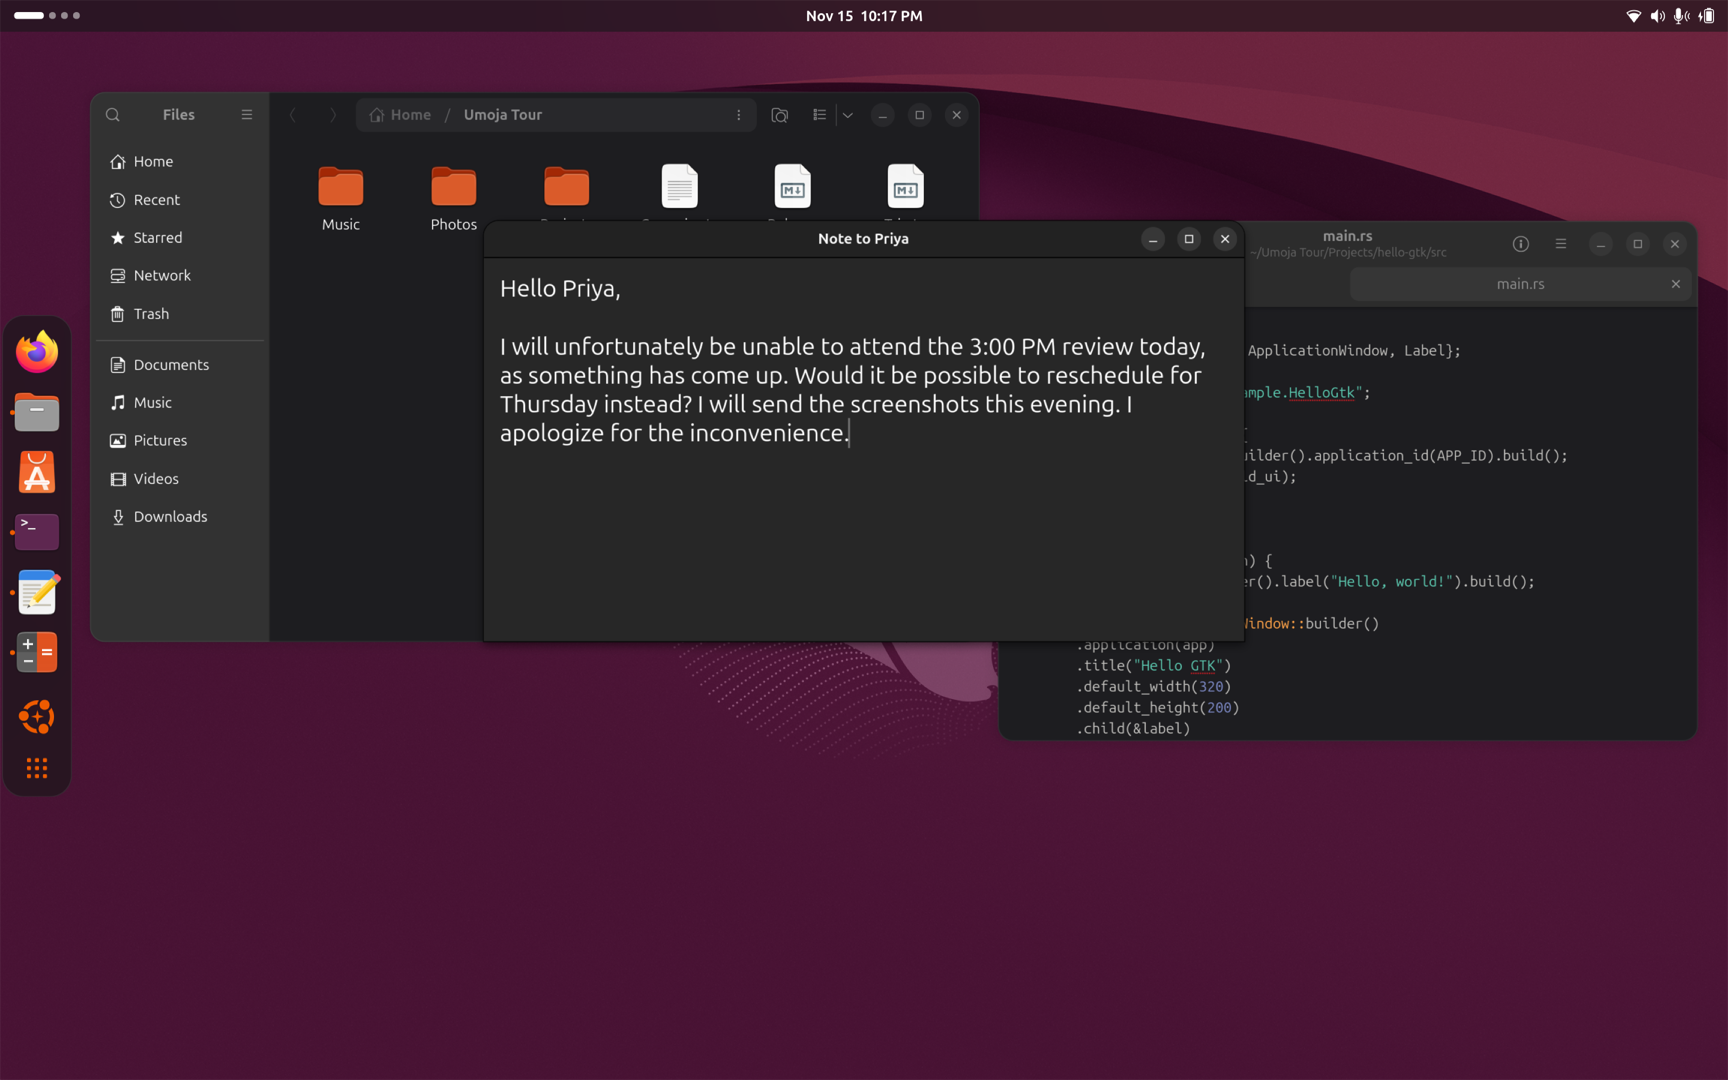 Nov 15 10:17 PM
Files
Home / Umoja Tour
Home
Recent
Starred
Network
Trash
Documents
Music
Pictures
Videos
Downloads
Music
Photos
Note to Priya
Hello Priya,
I will unfortunately be unable to attend the 3:00 PM review today,
as something has come up. Would it be possible to reschedule for
Thursday instead? I will send the screenshots this evening. I
apologize for the inconvenience.
main.rs
~/Umoja Tour/Projects/hello-gtk/src
main.rs
ApplicationWindow, Label};
mple.HelloGtk";
uilder().application_id(APP_ID).build();
d_ui);
) {
er().label("Hello, world!").build();
Window::builder()
.application(app)
.title("Hello GTK")
.default_width(320)
.default_height(200)
.child(&label)